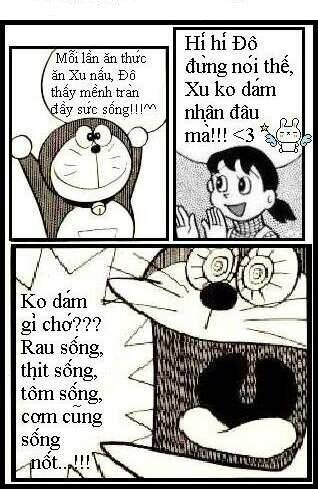 Mỗi lần ăn thức
ăn Xu nấu, Đô
thấy mềnh tràn
đầy sức sống!!!^^
Hí hí Đô
đừng nói thế,
Xu ko dám
nhận đâu
mà!!! <3
Ko dám
gì chớ???
Rau sống,
thịt sống,
tôm sống,
cơm cũng
sống
nốt...!!!